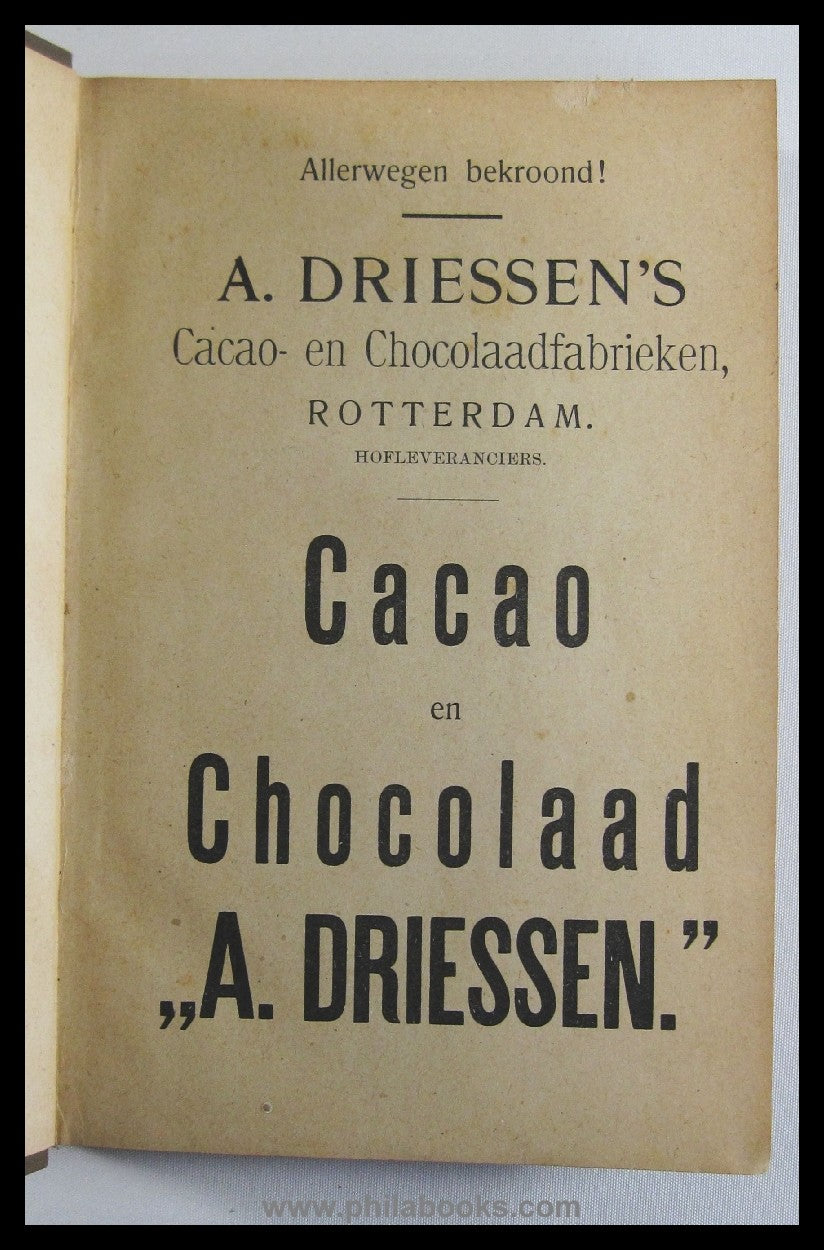 Allerwegen bekroond!
A. DRIESSEN'S
Cacao- en Chocolaadfabrieken,
ROTTERDAM.
HOFLEVERANCIERS.
Cacao
en
Chocolaad
„A. DRIESSEN.”
www.philabooks.com